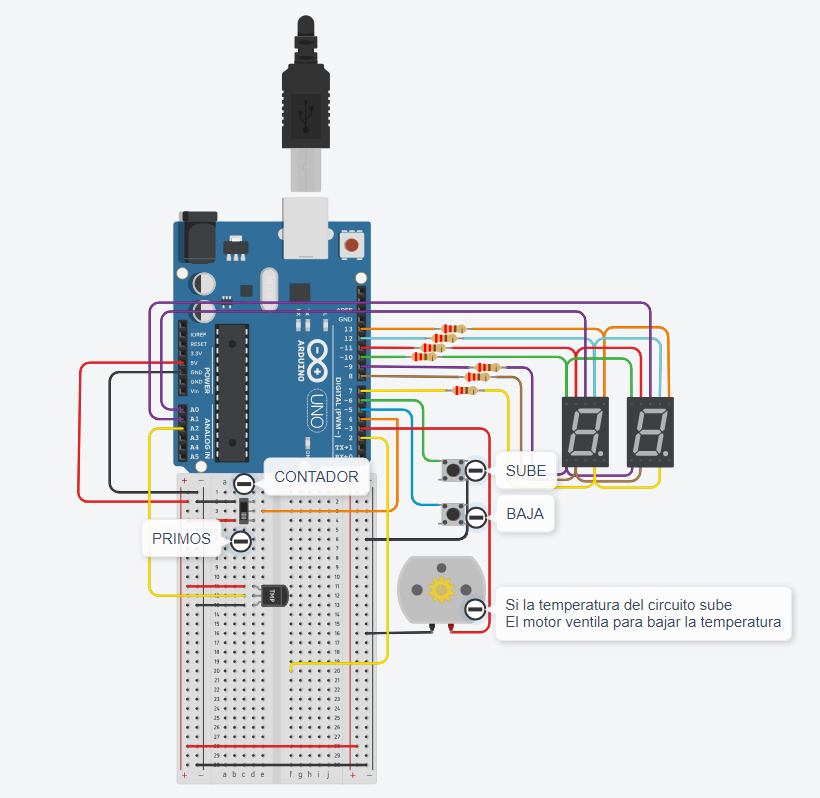 AREF
GND
13
12
~11
~10
~9
8
7
~6
~5
4
~3
2
TX→1
IOREF
RESET
3.3V
5V
GND
GND
Vin
POWER
A0
A1
A2
A3
A4
A5
ANALOG IN
ARDUINO
UNO
DIGITAL (PWM~)
CONTADOR
SUBE
PRIMOS
BAJA
TMP
Si la temperatura del circuito sube
El motor ventila para bajar la temperatura
a b c d e
f g h i j